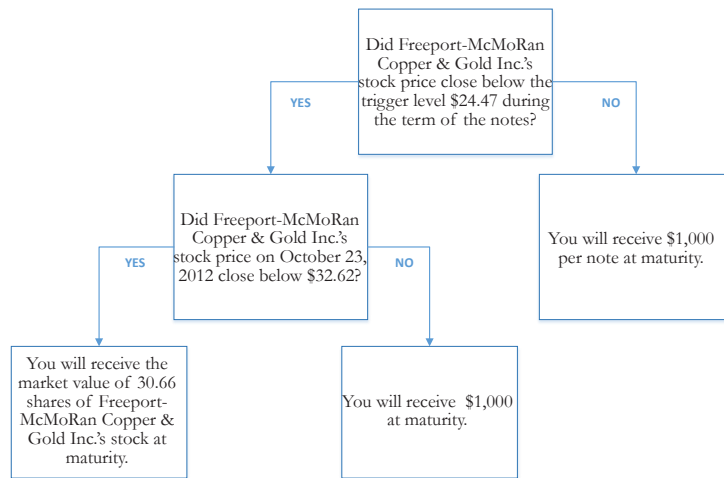 Did Freeport-McMoRan
Copper & Gold Inc.'s
stock price close below the
trigger level $24.47 during
the term of the notes?
YES
NO
Did Freeport-McMoRan
Copper & Gold Inc.'s
stock price on October 23,
2012 close below $32.62?
You will receive $1,000
per note at maturity.
YES
NO
You will receive the
market value of 30.66
shares of Freeport-
McMoRan Copper &
Gold Inc.'s stock at
maturity.
You will receive $1,000
at maturity.